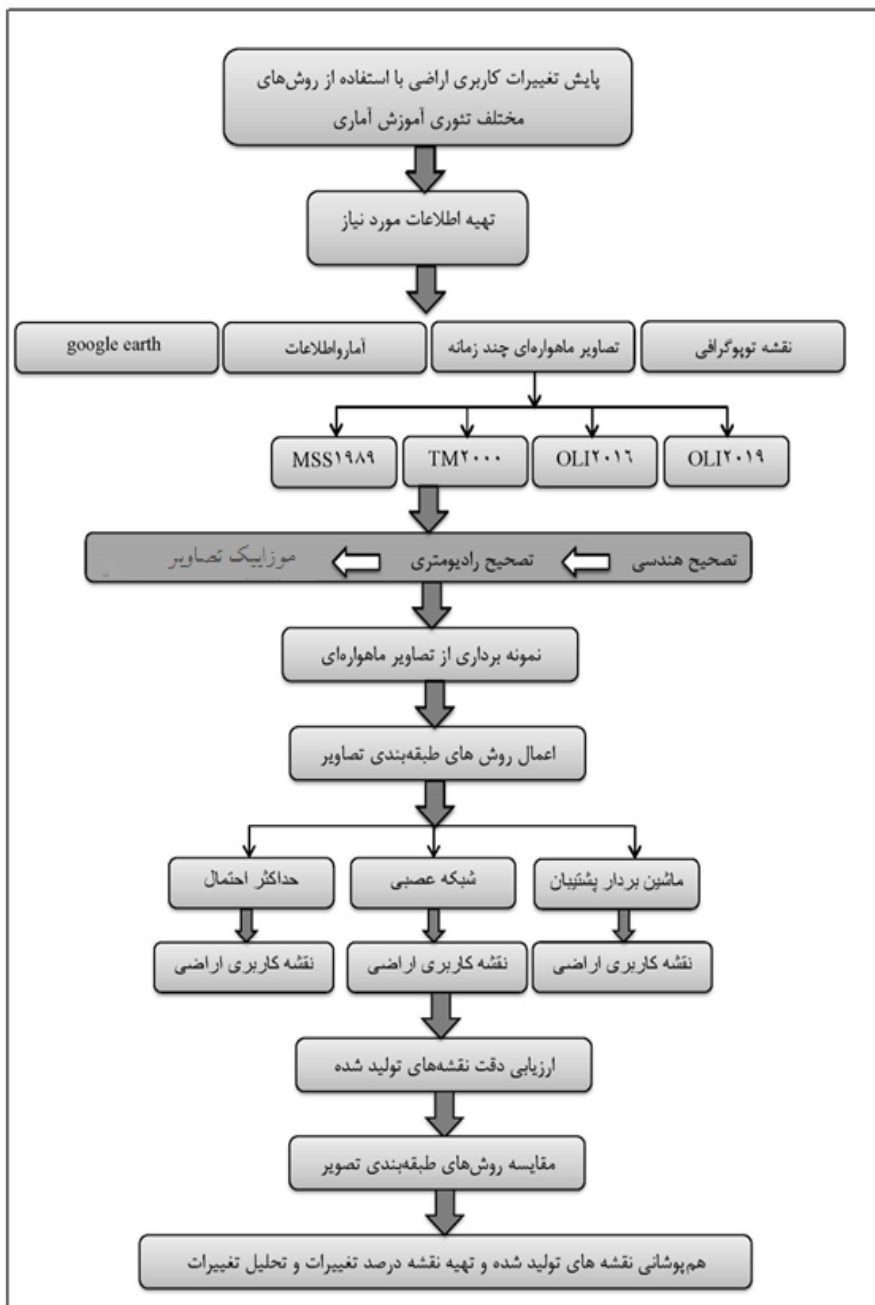 پایش تغییرات کاربری اراضی با استفاده از روش‌های
مختلف تئوری آموزش آماری
تهیه اطلاعات مورد نیاز
نقشه توپوگرافی
تصاویر ماهواره‌ای چند زمانه
آمارواطلاعات
google earth
OLI۲۰۱۹
OLI۲۰۱۶
TM۲۰۰۰
MSS۱۹۸۹
تصحیح هندسی
تصحیح رادیومتری
موزاییک تصاویر
نمونه برداری از تصاویر ماهواره‌ای
اعمال روش های طبقه‌بندی تصاویر
ماشین بردار پشتیبان
شبکه عصبی
حداکثر احتمال
نقشه کاربری اراضی
نقشه کاربری اراضی
نقشه کاربری اراضی
ارزیابی دقت نقشه‌های تولید شده
مقایسه روش‌های طبقه‌بندی تصویر
هم‌پوشانی نقشه های تولید شده و تهیه نقشه درصد تغییرات و تحلیل تغییرات